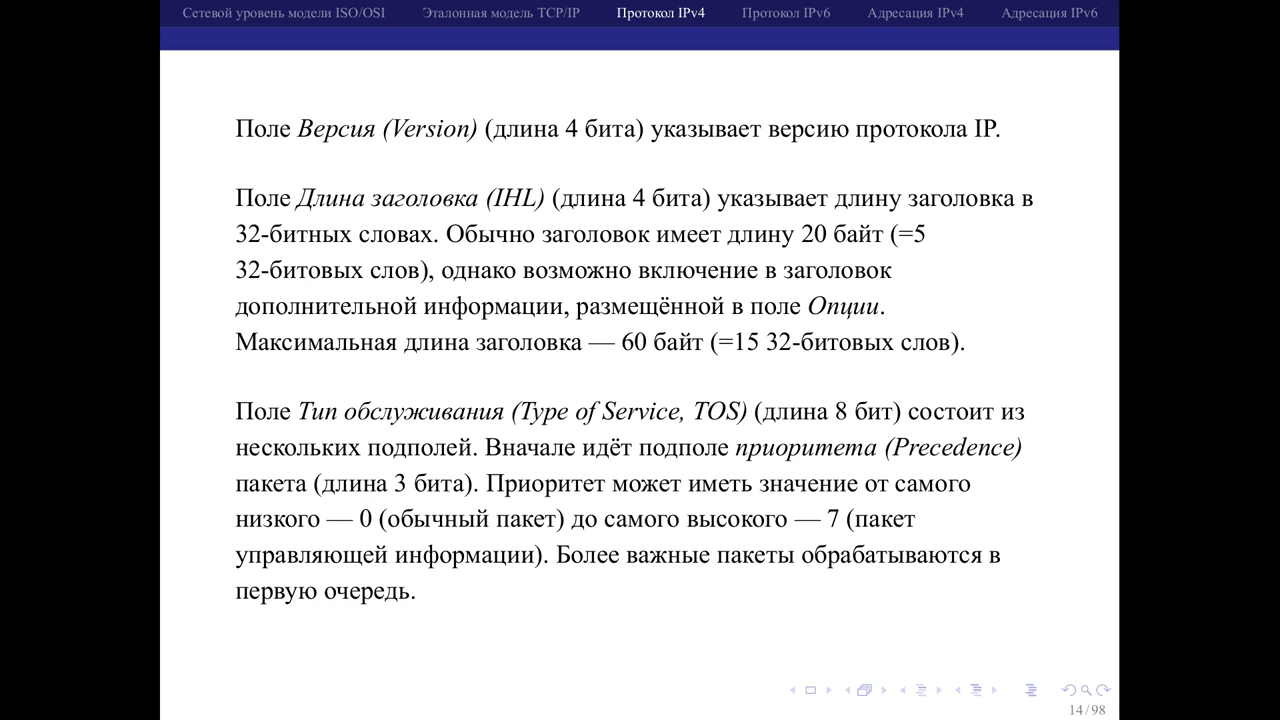 Сетевой уровень модели ISO/OSI Эталонная модель TCP/IP Протокол IPv4 Протокол IPv6 Адресация IPv4 Адресация IPv6
Поле Версия (Version) (длина 4 бита) указывает версию протокола IP.
Поле Длина заголовка (IHL) (длина 4 бита) указывает длину заголовка в
32-битных словах. Обычно заголовок имеет длину 20 байт (=5
32-битовых слов), однако возможно включение в заголовок
дополнительной информации, размещённой в поле Опции.
Максимальная длина заголовка — 60 байт (=15 32-битовых слов).
Поле Тип обслуживания (Type of Service, TOS) (длина 8 бит) состоит из
нескольких подполей. Вначале идёт подполе приоритета (Precedence)
пакета (длина 3 бита). Приоритет может иметь значение от самого
низкого — 0 (обычный пакет) до самого высокого — 7 (пакет
управляющей информации). Более важные пакеты обрабатываются в
первую очередь.
14/98